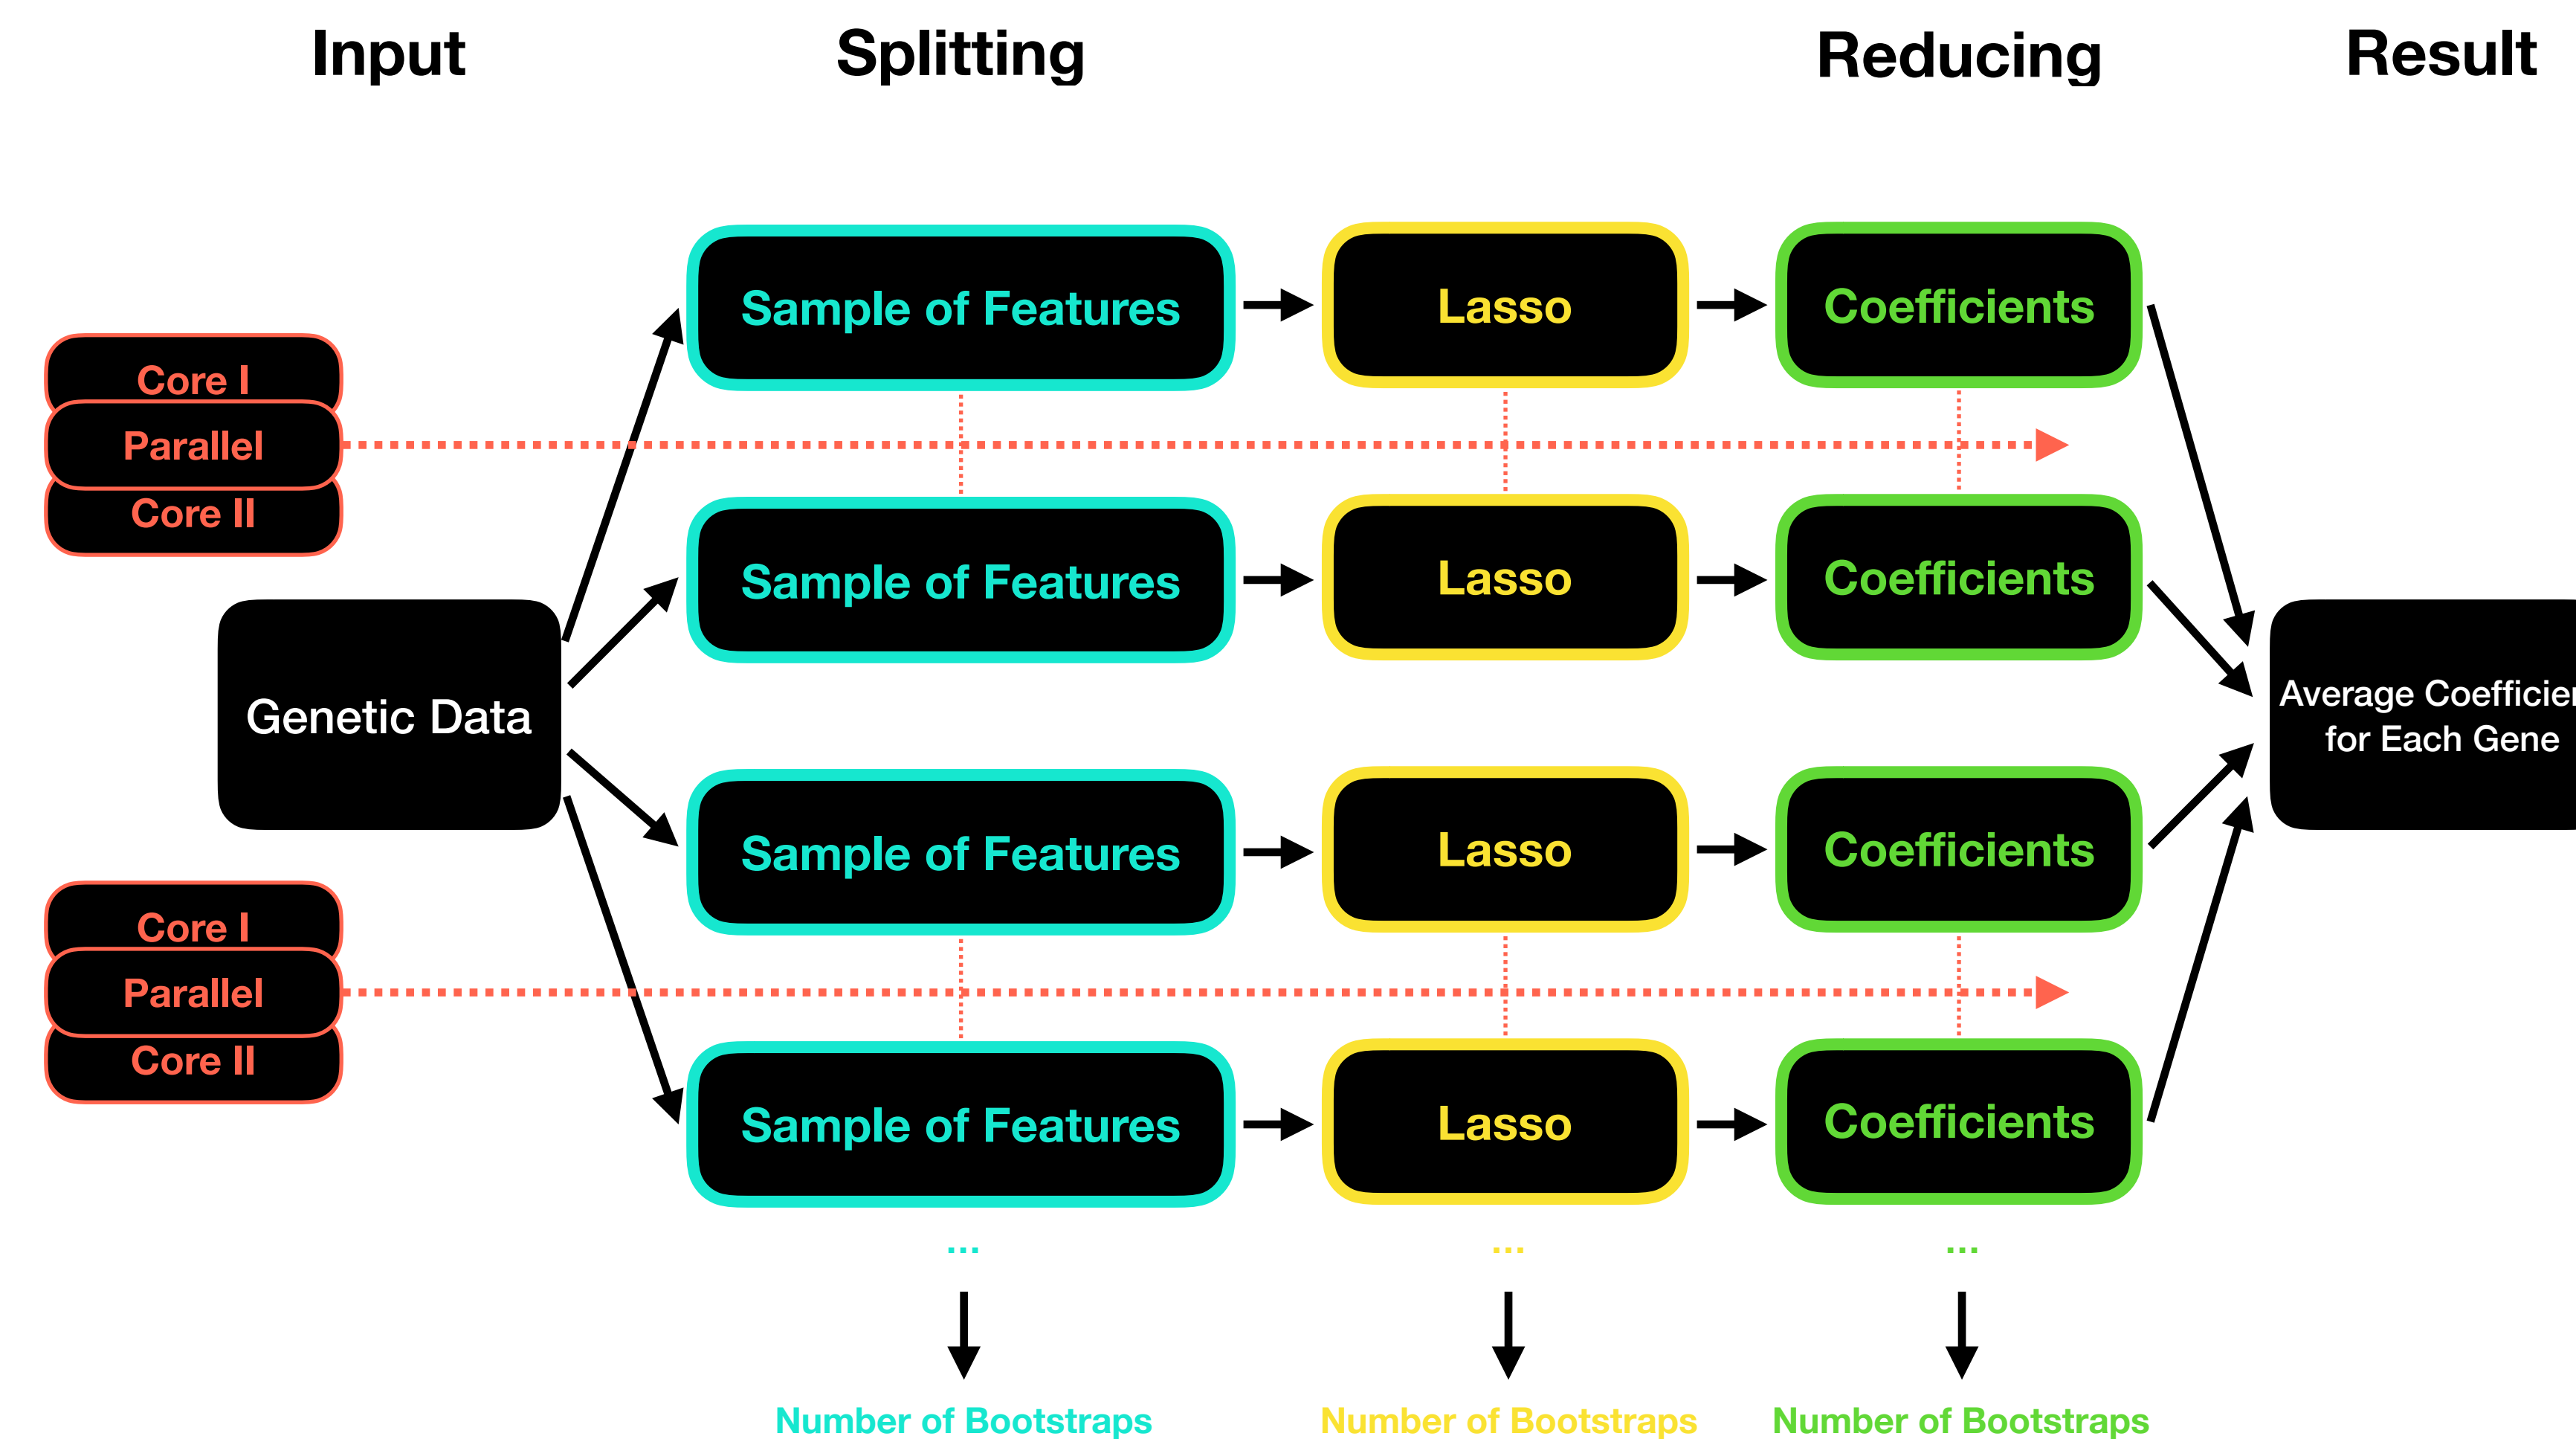 Input
Splitting
Reducing
Result
Sample of Features
Lasso
Coefficients
Core I
Parallel
Core II
Sample of Features
Lasso
Coefficients
Genetic Data
Average Coefficien
for Each Gene
Sample of Features
Lasso
Coefficients
Core I
Parallel
Core II
Sample of Features
Lasso
Coefficients
...
...
...
Number of Bootstraps
Number of Bootstraps
Number of Bootstraps